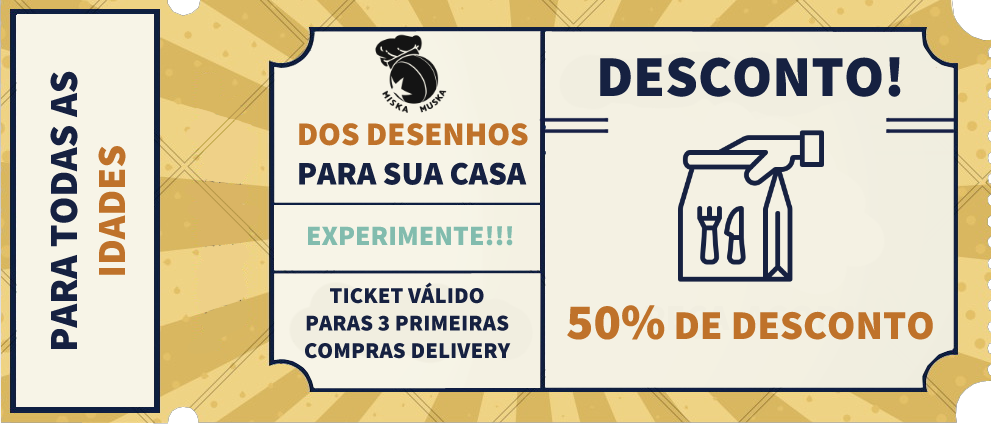 PARA TODAS AS
IDADES
MISKA MUSKA
DOS DESENHOS
PARA SUA CASA
EXPERIMENTE!!!
TICKET VÁLIDO
PARAS 3 PRIMEIRAS
COMPRAS DELIVERY
DESCONTO!
50% DE DESCONTO